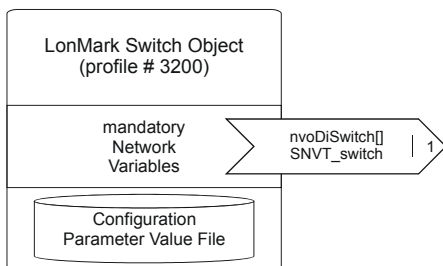 LonMark Switch Object
(profile # 3200)
mandatory
Network
Variables
nvoDiSwitch[]
SNVT_switch
1
Configuration
Parameter Value File